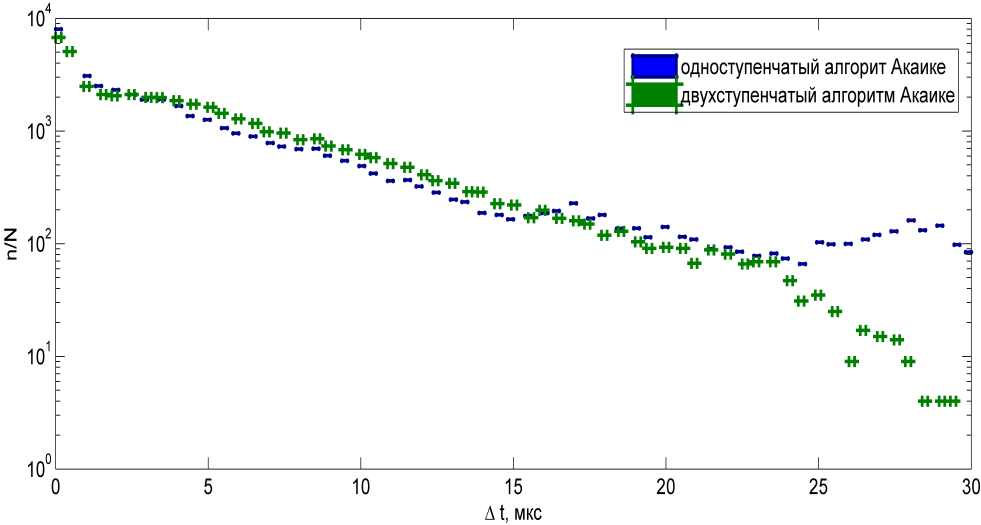 10^4
10^3
10^2
10^1
10^0
n/N
одноступенчатый алгорит Акаике
двухступенчатый алгоритм Акаике
0 5 10 15 20 25 30
Δ t, мкс